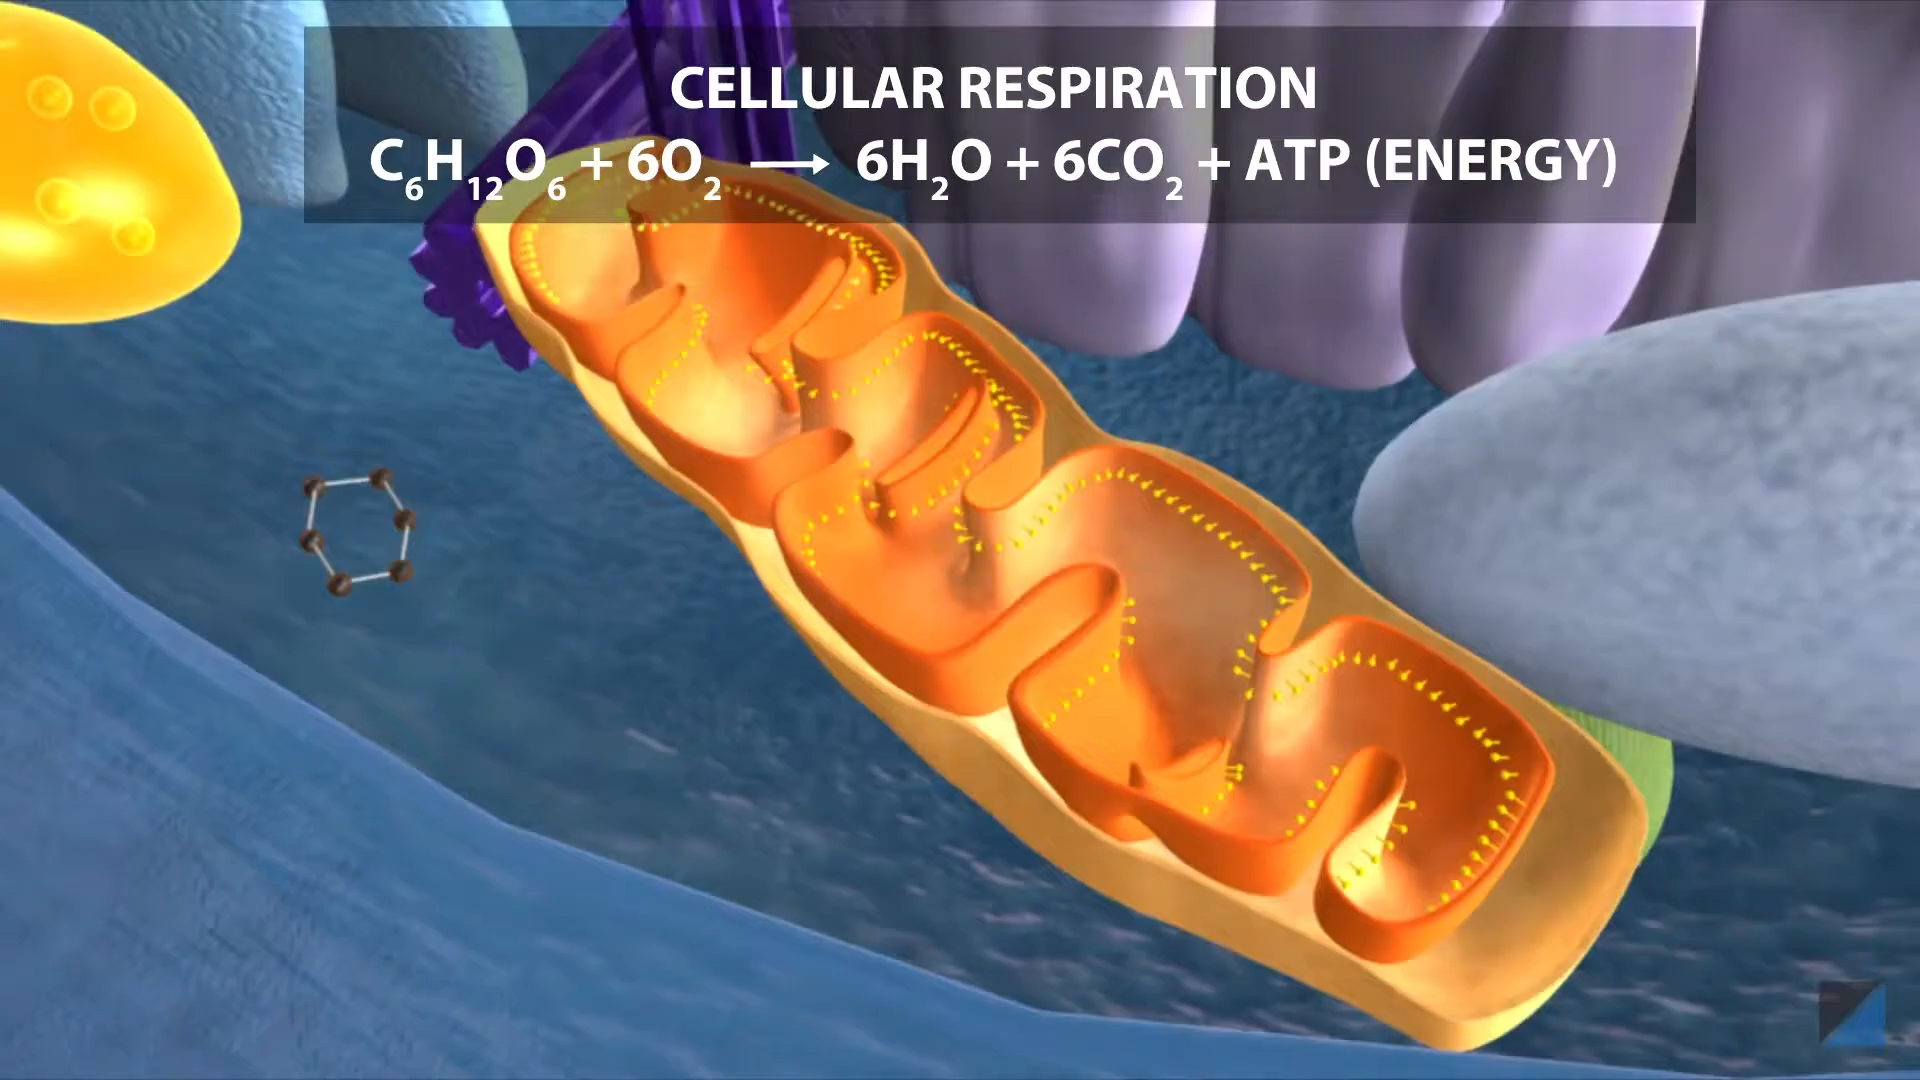 CELLULAR RESPIRATION
C₆H₁₂O₆ + 6O₂ ⟶ 6H₂O + 6CO₂ + ATP (ENERGY)